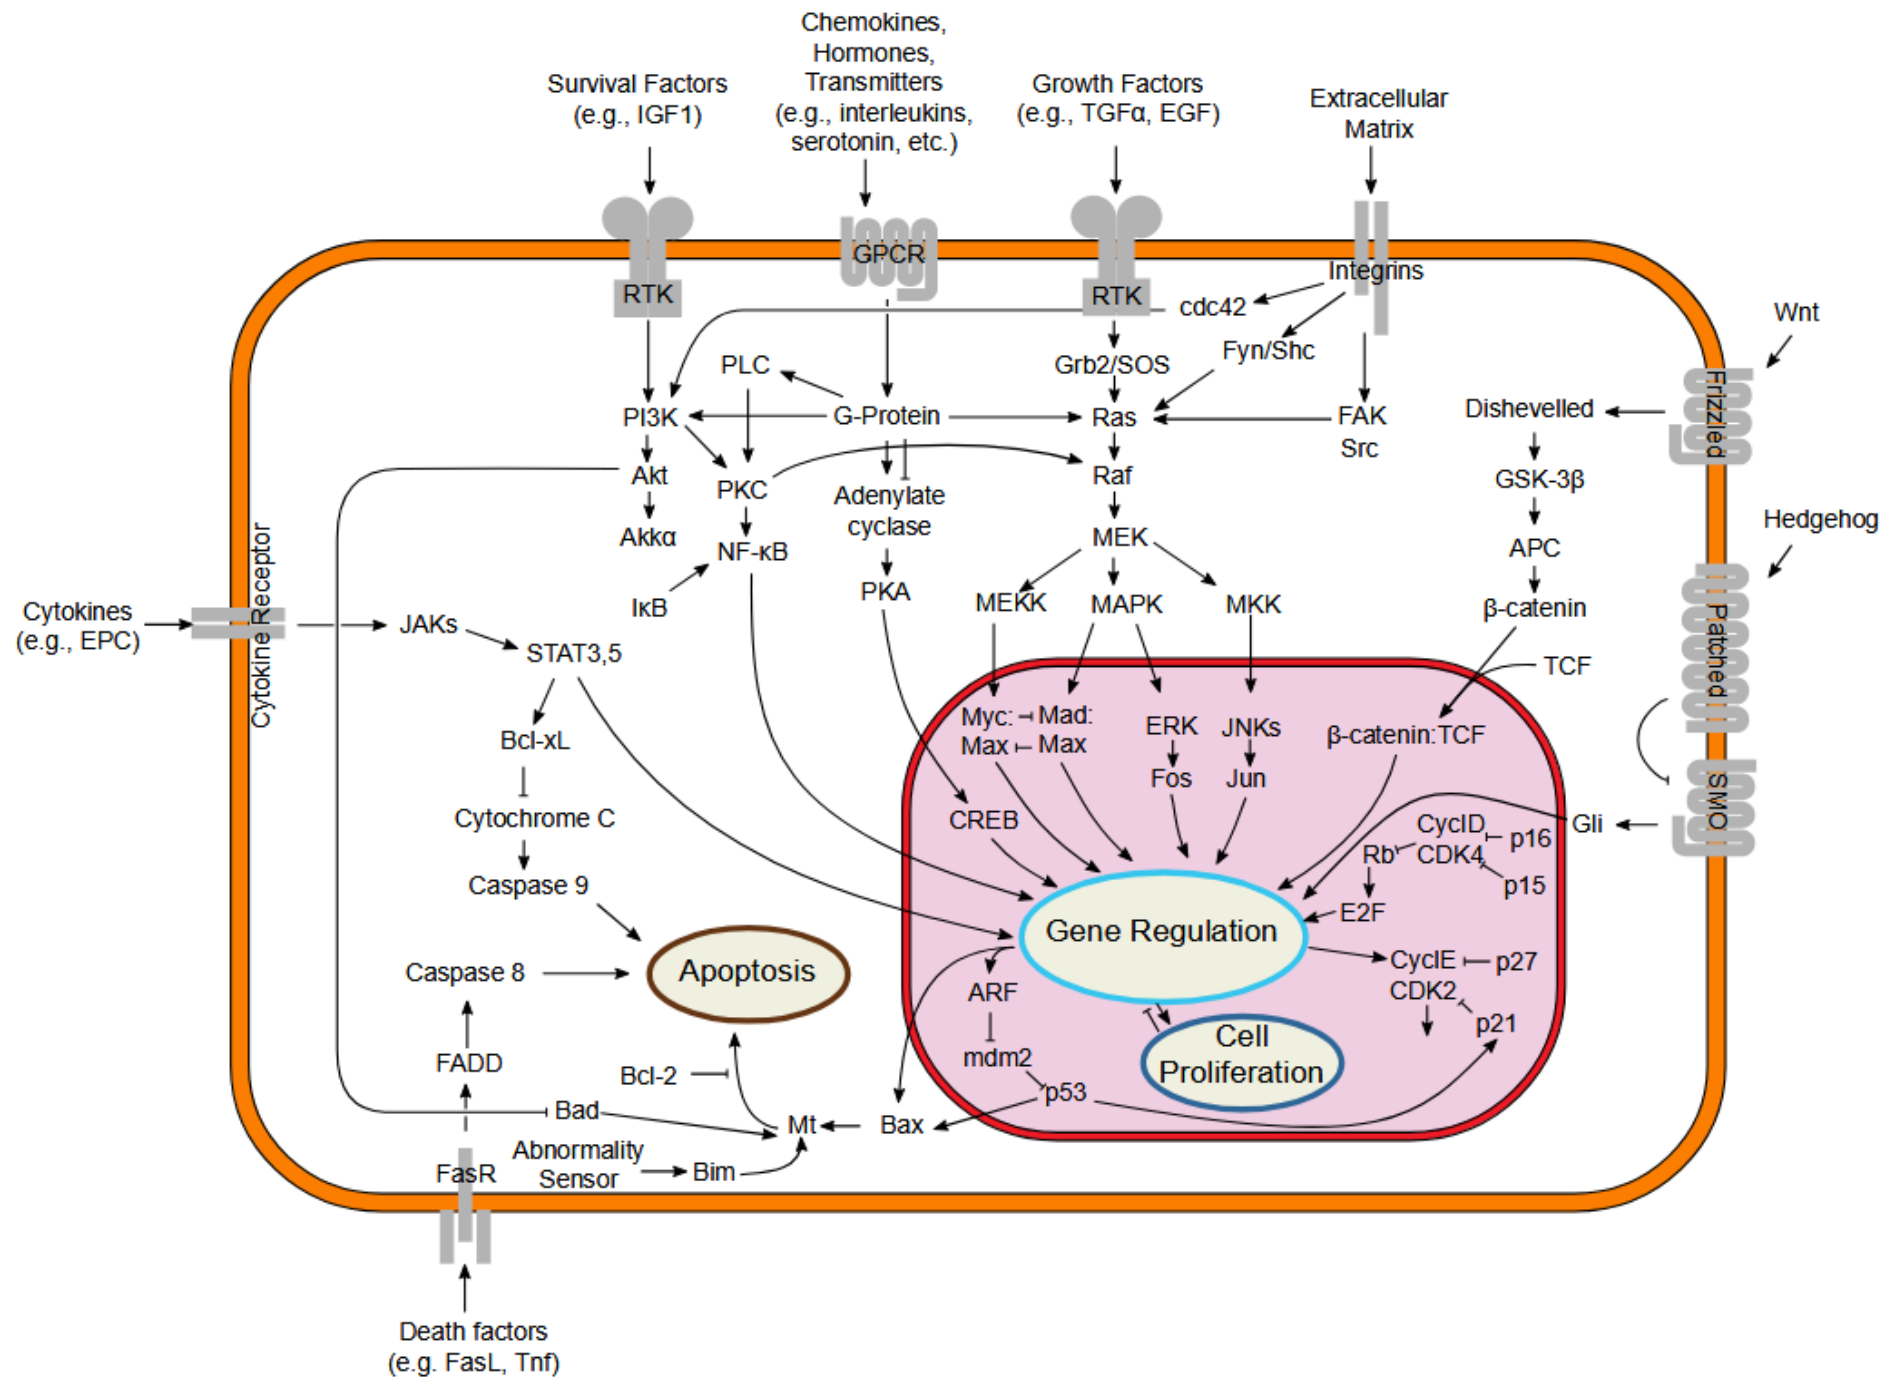 Chemokines,
Hormones,
Transmitters
(e.g., interleukins,
serotonin, etc.)
Survival Factors
(e.g., IGF1)
Growth Factors
(e.g., TGFα, EGF)
Extracellular
Matrix
RTK
GPCR
RTK
Integrins
cdc42
Wnt
Fyn/Shc
PLC
Grb2/SOS
Frizzled
PI3K
G-Protein
Ras
FAK
Src
Dishevelled
Akt
PKC
Adenylate
cyclase
Raf
GSK-3β
Hedgehog
Akkα
NF-κB
MEK
APC
IκB
PKA
MEKK
MAPK
MKK
β-catenin
Cytokines
(e.g., EPC)
Cytokine Receptor
JAKs
STAT3,5
TCF
Patched
Myc:
Max
Mad:
Max
ERK
JNKs
β-catenin:TCF
Bcl-xL
Fos
Jun
SMO
Cytochrome C
CREB
CyclD
CDK4
p16
Gli
Rb
p15
Caspase 9
E2F
Gene Regulation
Caspase 8
Apoptosis
ARF
CyclE
CDK2
p27
p21
FADD
Bcl-2
mdm2
Cell
Proliferation
p53
Bad
Mt
Bax
Abnormality
Sensor
Bim
FasR
Death factors
(e.g. FasL, Tnf)